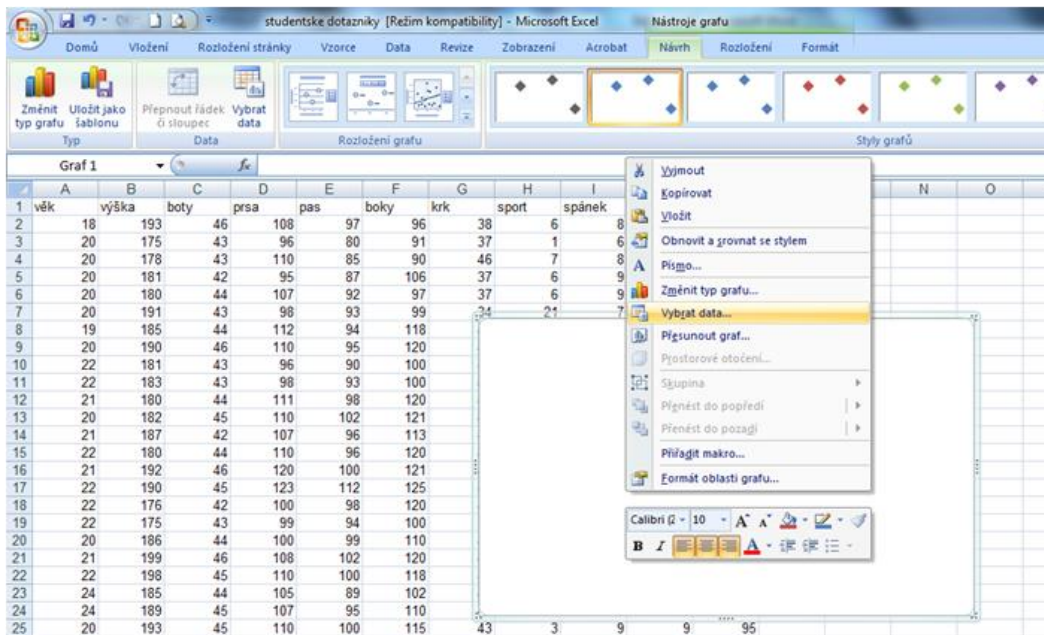 studentske dotazniky [Režim kompatibility] - Microsoft Excel Nástroje grafu
Domů Vložení Rozložení stránky Vzorce Data Revize Zobrazení Acrobat Návrh Rozložení Formát
Změnit typ grafu
Uložit jako šablonu
Přepnout řádek či sloupec
Vybrat data
Typ Data Rozložení grafu Styly grafů
Graf 1 fx
A B C D E F G H I N O
1 věk výška boty prsa pas boky krk sport spánek
2 18 193 46 108 97 96 38 6 8
3 20 175 43 96 80 91 37 1 6
4 20 178 43 110 85 90 46 7 8
5 20 181 42 95 87 106 37 6 9
6 20 180 44 107 92 97 37 6 9
7 20 191 43 98 93 99 34 21 7
8 19 185 44 112 94 118
9 20 190 46 110 95 120
10 22 181 43 96 90 100
11 22 183 43 98 93 100
12 21 180 44 111 98 120
13 20 182 45 110 102 121
14 21 187 42 107 96 113
15 22 180 44 110 96 120
16 21 192 46 120 100 121
17 22 190 45 123 112 125
18 22 176 42 100 98 120
19 22 175 43 99 94 100
20 20 186 44 100 99 110
21 21 199 46 108 102 120
22 22 198 45 110 100 118
23 24 185 44 105 89 102
24 24 189 45 107 95 110
25 20 193 45 110 100 115 43 3 9 9 95
Vyjmout
Kopírovat
Vložit
Obnovit a srovnat se stylem
Písmo...
Změnit typ grafu...
Vybrat data...
Přesunout graf...
Prostorové otočení...
Skupina
Přenést do popředí
Přenést do pozadí
Přiřadit makro...
Formát oblasti grafu...
Calibri (Z 10 A A
B I A